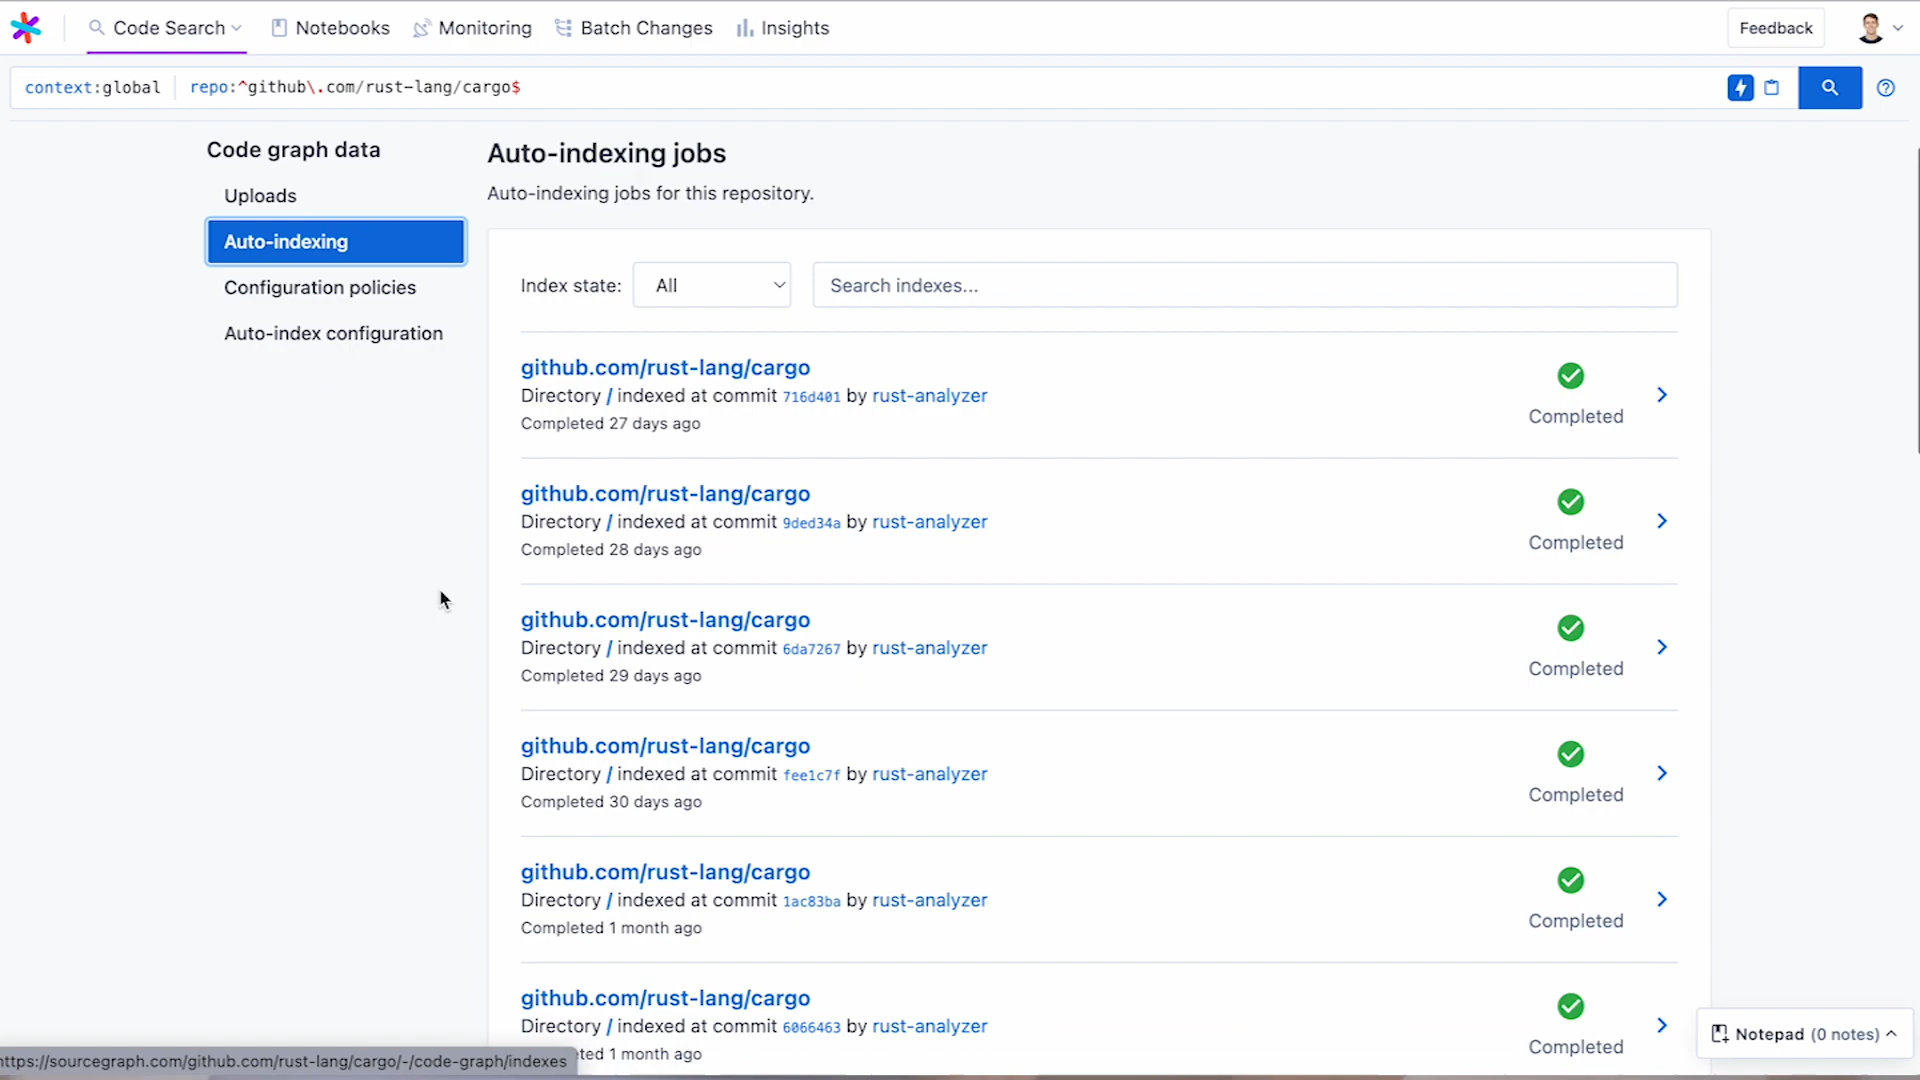 Code Search
Notebooks
Monitoring
Batch Changes
Insights
Feedback
context:global
repo:^github\.com/rust-lang/cargo$
Code graph data
Uploads
Auto-indexing
Configuration policies
Auto-index configuration
Auto-indexing jobs
Auto-indexing jobs for this repository.
Index state:
All
Search indexes...
github.com/rust-lang/cargo
Directory / indexed at commit 716d401 by rust-analyzer
Completed 27 days ago
Completed
github.com/rust-lang/cargo
Directory / indexed at commit 9ded34a by rust-analyzer
Completed 28 days ago
Completed
github.com/rust-lang/cargo
Directory / indexed at commit 6da7267 by rust-analyzer
Completed 29 days ago
Completed
github.com/rust-lang/cargo
Directory / indexed at commit fee1c7f by rust-analyzer
Completed 30 days ago
Completed
github.com/rust-lang/cargo
Directory / indexed at commit 1ac83ba by rust-analyzer
Completed 1 month ago
Completed
github.com/rust-lang/cargo
Directory / indexed at commit 6066463 by rust-analyzer
ted 1 month ago
Completed
Notepad (0 notes)
https://sourcegraph.com/github.com/rust-lang/cargo/-/code-graph/indexes